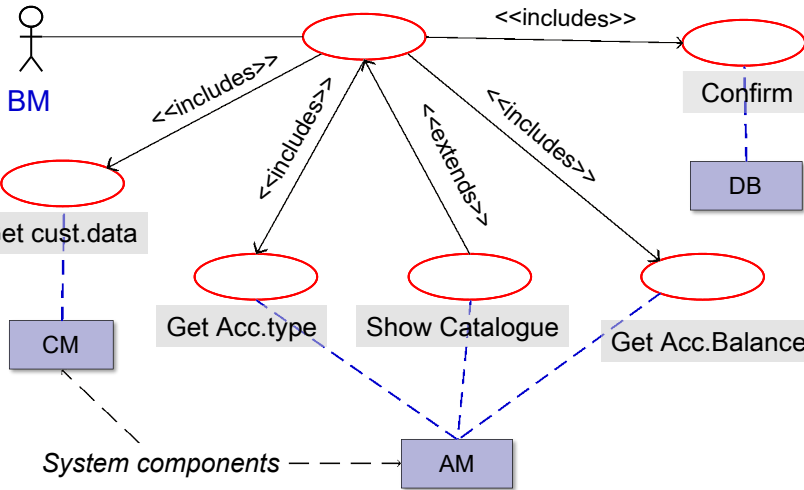 <<includes>>
BM
Confirm
<<includes>>
<<includes>>
<<extends>>
<<includes>>
DB
et cust.data
Get Acc.type
Show Catalogue
Get Acc.Balance
CM
System components
AM